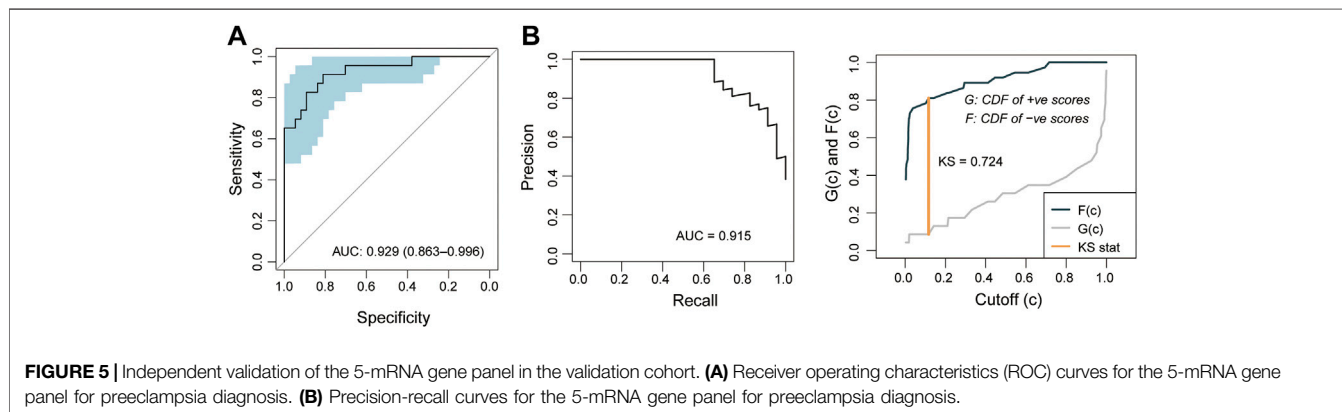 A
Sensitivity
1.0
0.8
0.6
0.4
0.2
0.0
AUC: 0.929 (0.863–0.996)
1.0 0.8 0.6 0.4 0.2 0.0
Specificity
B
Precision
1.0
0.8
0.6
0.4
0.2
0.0
AUC = 0.915
0.0 0.2 0.4 0.6 0.8 1.0
Recall
G(c) and F(c)
1.0
0.8
0.6
0.4
0.2
0.0
G: CDF of +ve scores
F: CDF of −ve scores
KS = 0.724
F(c)
G(c)
KS stat
0.0 0.2 0.4 0.6 0.8 1.0
Cutoff (c)
FIGURE 5 | Independent validation of the 5-mRNA gene panel in the validation cohort. (A) Receiver operating characteristics (ROC) curves for the 5-mRNA gene
panel for preeclampsia diagnosis. (B) Precision-recall curves for the 5-mRNA gene panel for preeclampsia diagnosis.